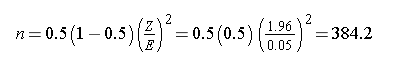 n = 0.5(1 − 0.5)(Z/E)² = 0.5(0.5)(1.96/0.05)² = 384.2